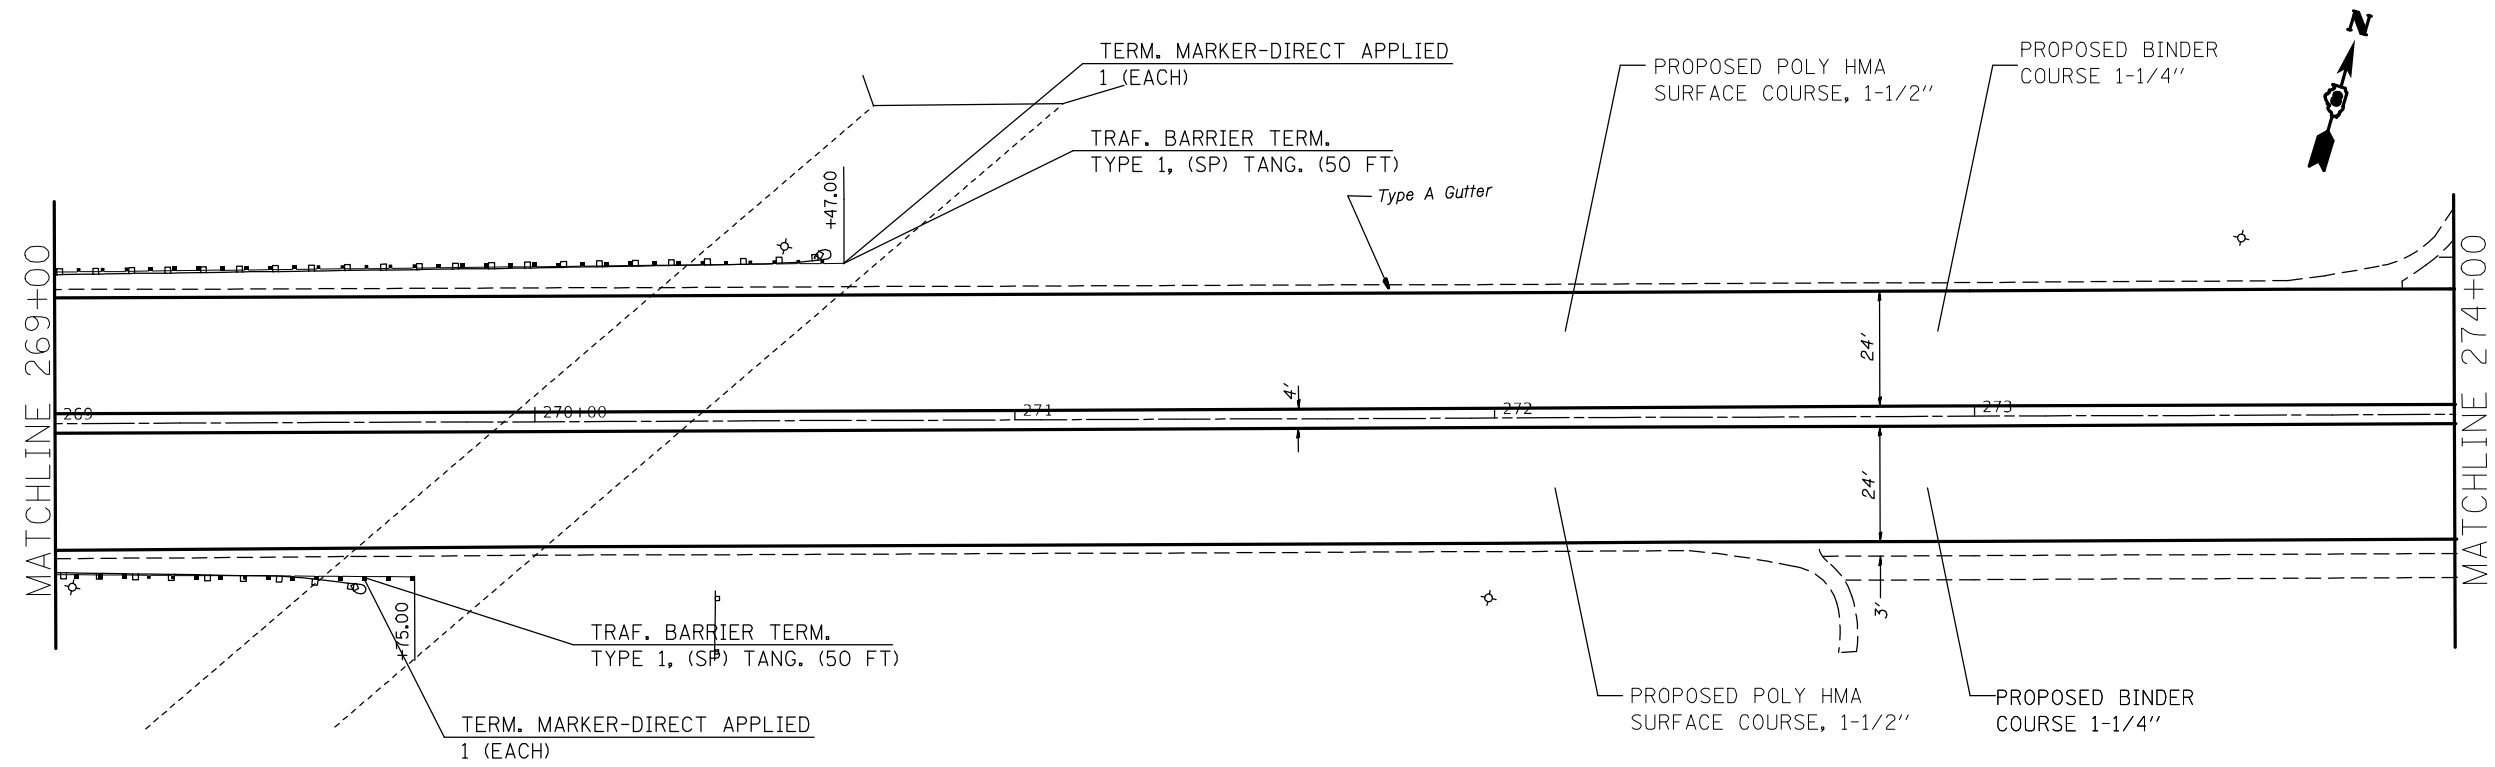 N
TERM. MARKER-DIRECT APPLIED
1 (EACH)
PROPOSED POLY HMA
SURFACE COURSE, 1-1/2"
PROPOSED BINDER
COURSE 1-1/4"
TRAF. BARRIER TERM.
TYPE 1, (SP) TANG. (50 FT)
+47.00
Type A Gutter
MATCHLINE 269+00
MATCHLINE 274+00
24'
4'
269
270+00
271
272
273
24'
3'
+75.00
TRAF. BARRIER TERM.
TYPE 1, (SP) TANG. (50 FT)
PROPOSED POLY HMA
SURFACE COURSE, 1-1/2"
PROPOSED BINDER
COURSE 1-1/4"
TERM. MARKER-DIRECT APPLIED
1 (EACH)